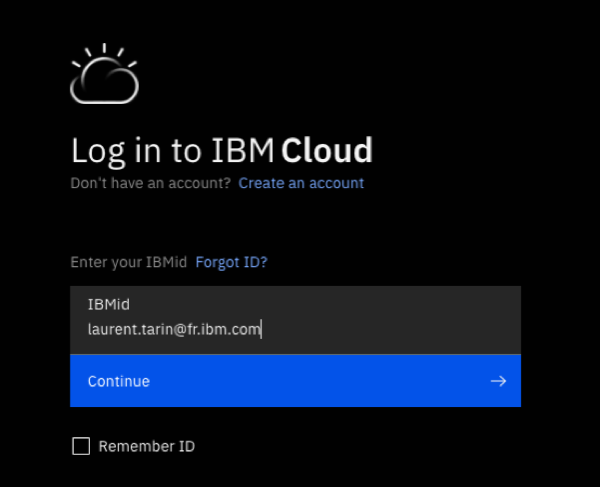 Log in to IBM Cloud
Don't have an account? Create an account
Enter your IBMid Forgot ID?
IBMid
laurent.tarin@fr.ibm.com
Continue
Remember ID